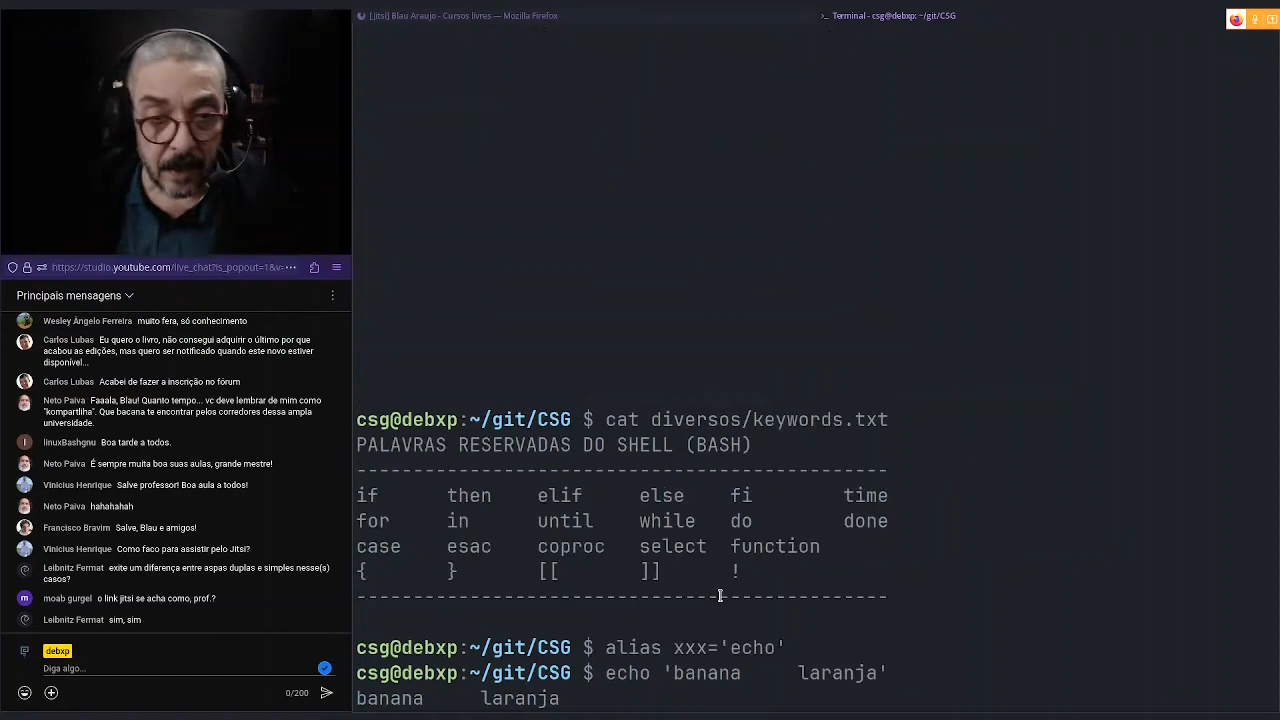 [Jitsi] Blau Araujo - Cursos livres — Mozilla Firefox
>_ Terminal - csg@debxp: ~/git/CSG
https://studio.youtube.com/live_chat?is_popout=1&v=
Principais mensagens
Wesley Ângelo Ferreira muito fera, só conhecimento
Carlos Lubas Eu quero o livro, não consegui adquirir o último por que
acabou as edições, mas quero ser notificado quando este novo estiver
disponível...
Carlos Lubas Acabei de fazer a inscrição no fórum
Neto Paiva Faaala, Blau! Quanto tempo... vc deve lembrar de mim como
"kompartliha". Que bacana te encontrar pelos corredores dessa ampla
universidade.
linuxBashgnu Boa tarde a todos.
Neto Paiva É sempre muita boa suas aulas, grande mestre!
Vinicius Henrique Salve professor! Boa aula a todos!
Neto Paiva hahahahah
Francisco Bravim Salve, Blau e amigos!
Vinicius Henrique Como faco para assistir pelo Jitsi?
Leibnitz Fermat exite um diferença entre aspas duplas e simples nesse(s)
casos?
moab gurgel o link jitsi se acha como, prof.?
Leibnitz Fermat sim, sim
debxp
Diga algo...
0/200
csg@debxp:~/git/CSG $ cat diversos/keywords.txt
PALAVRAS RESERVADAS DO SHELL (BASH)
-----------------------------------------------
if then elif else fi time
for in until while do done
case esac coproc select function
{ } [[ ]] !
-----------------------------------------------
csg@debxp:~/git/CSG $ alias xxx='echo'
csg@debxp:~/git/CSG $ echo 'banana     laranja'
banana     laranja